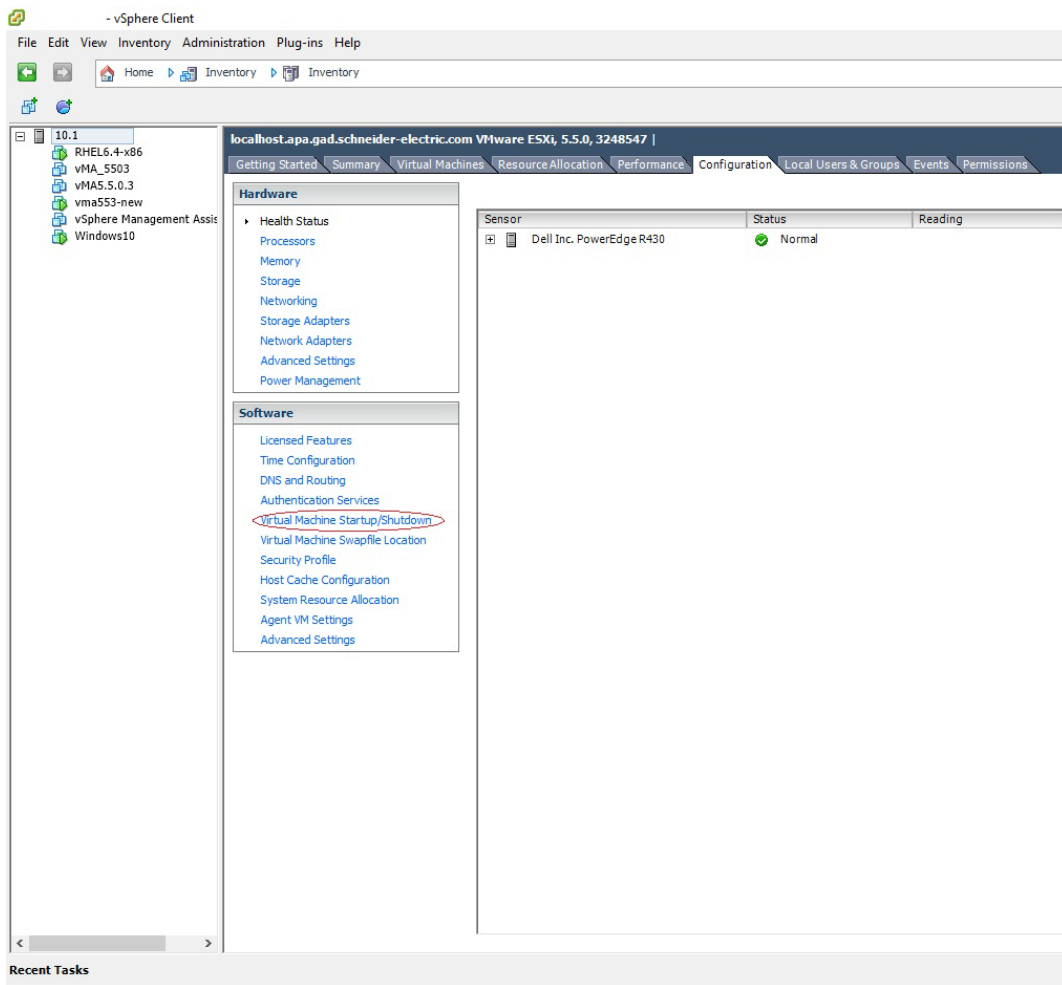 - vSphere Client
File Edit View Inventory Administration Plug-ins Help
Home Inventory Inventory
10.1
RHEL6.4-x86
vMA_5503
vMA5.5.0.3
vma553-new
vSphere Management Assis
Windows10
localhost.apa.gad.schneider-electric.com VMware ESXi, 5.5.0, 3248547 |
Getting Started Summary Virtual Machines Resource Allocation Performance Configuration Local Users & Groups Events Permissions
Hardware
Health Status
Processors
Memory
Storage
Networking
Storage Adapters
Network Adapters
Advanced Settings
Power Management
Software
Licensed Features
Time Configuration
DNS and Routing
Authentication Services
Virtual Machine Startup/Shutdown
Virtual Machine Swapfile Location
Security Profile
Host Cache Configuration
System Resource Allocation
Agent VM Settings
Advanced Settings
Sensor Status Reading
Dell Inc. PowerEdge R430 Normal
Recent Tasks